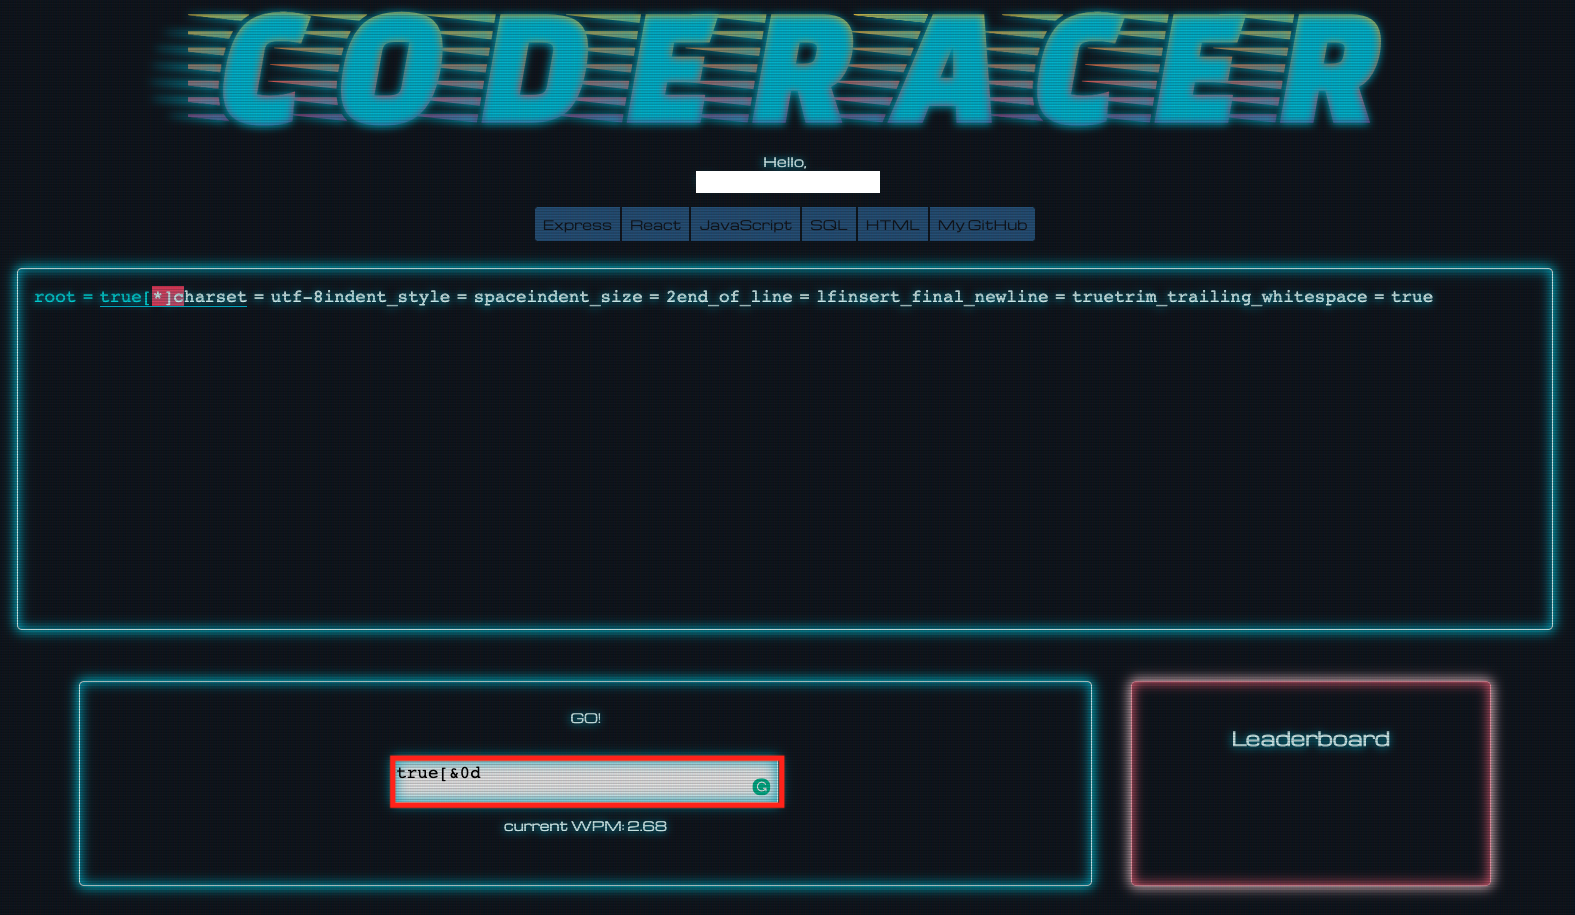 CODERACER
Hello,
Express React JavaScript SQL HTML My GitHub
root = true[*]charset = utf-8indent_style = spaceindent_size = 2end_of_line = lfinsert_final_newline = truetrim_trailing_whitespace = true
GO!
true[&0d
G
current WPM: 2.68
Leaderboard